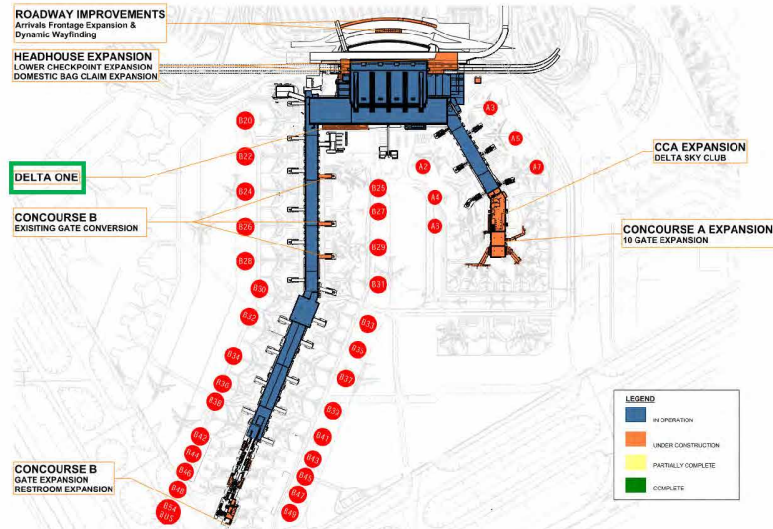 ROADWAY IMPROVEMENTS
Arrivals Frontage Expansion &
Dynamic Wayfinding
HEADHOUSE EXPANSION
LOWER CHECKPOINT EXPANSION
DOMESTIC BAG CLAIM EXPANSION
DELTA ONE
CONCOURSE B
EXISITING GATE CONVERSION
CONCOURSE B
GATE EXPANSION
RESTROOM EXPANSION
CCA EXPANSION
DELTA SKY CLUB
CONCOURSE A EXPANSION
10 GATE EXPANSION
B20
B22
B24
B26
B28
B30
B32
B34
B36
B38
B42
B44
B46
B48
B25
B27
B29
B31
B33
B35
B37
B41
B43
B45
B47
B49
A2
A4
A3
A3
A5
A7
LEGEND
IN OPERATION
UNDER CONSTRUCTION
PARTIALLY COMPLETE
COMPLETE